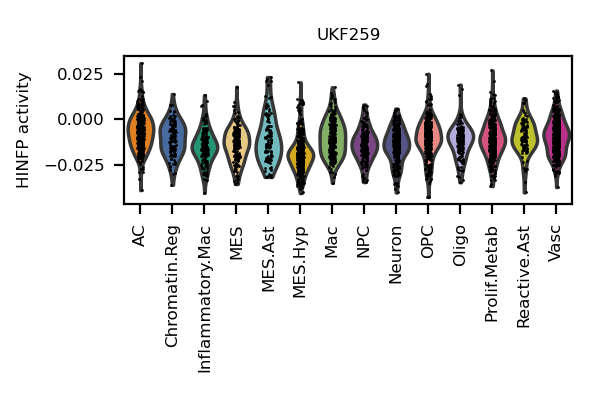 UKF259
HINFP activity
0.025
0.000
−0.025
AC
Chromatin.Reg
Inflammatory.Mac
MES
MES.Ast
MES.Hyp
Mac
NPC
Neuron
OPC
Oligo
Prolif.Metab
Reactive.Ast
Vasc